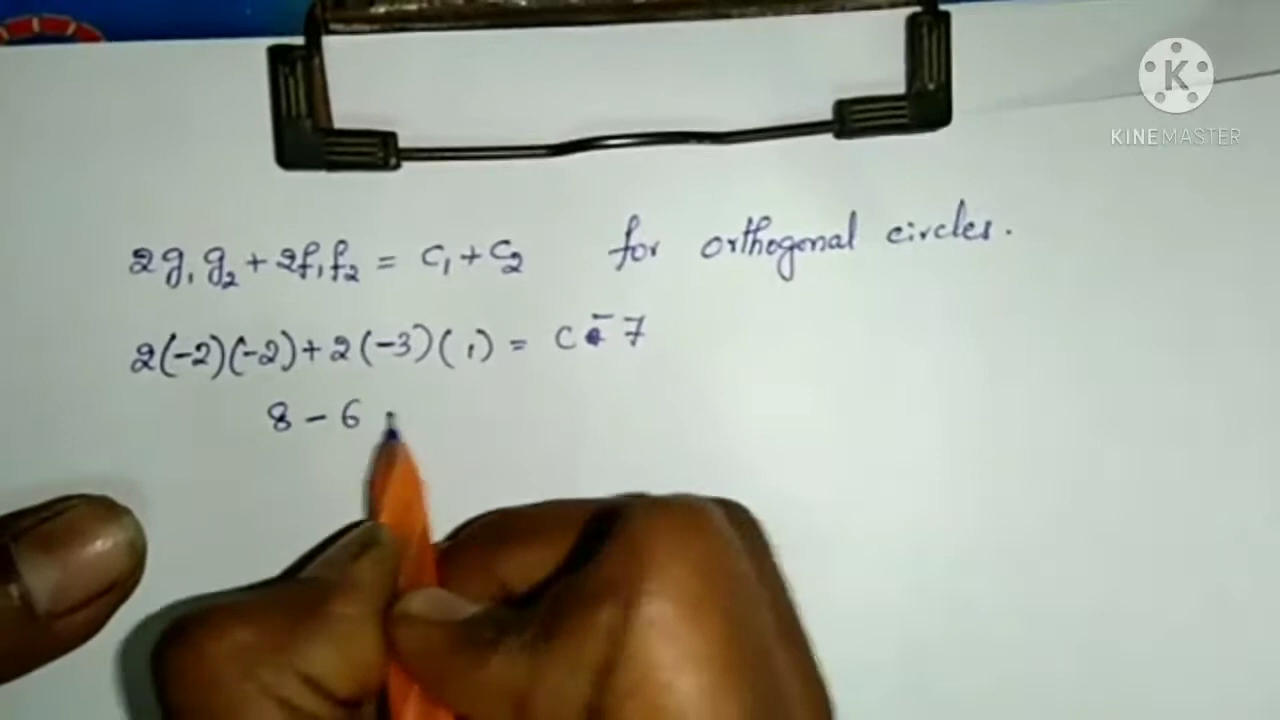 K
KINEMASTER
2g₁g₂ + 2f₁f₂ = c₁ + c₂ for orthogonal circles.
2(-2)(-2) + 2(-3)(1) = c - 7
8 - 6